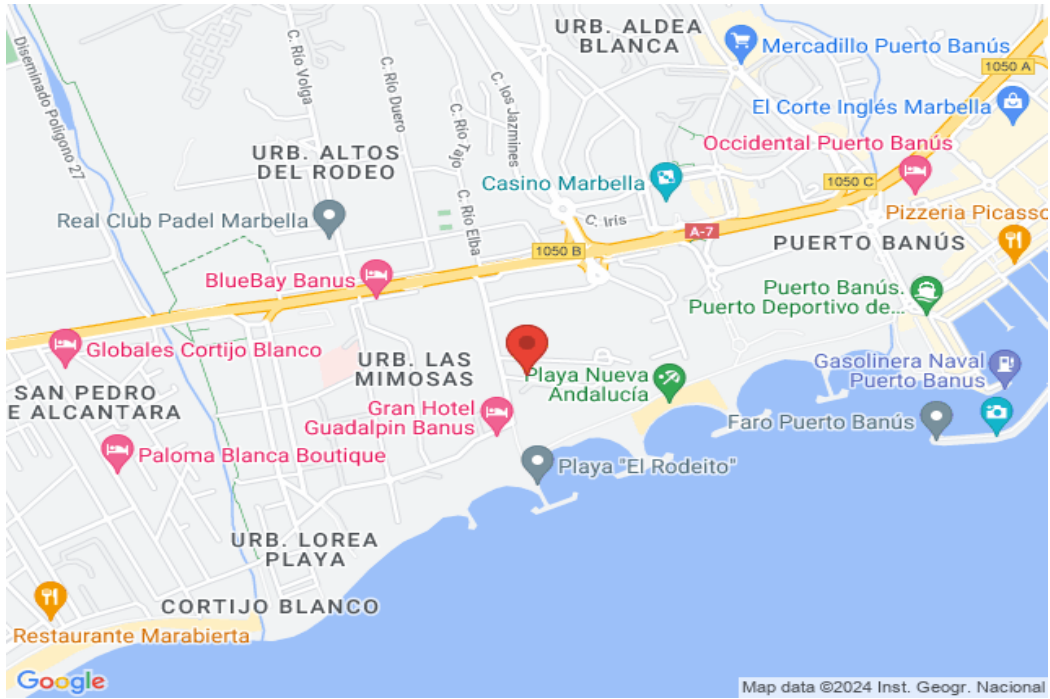 URB. ALDEA
BLANCA
Mercadillo Puerto Banús
1050 A
Diseminado Poligono 27
C. Río Volga
C. Río Duero
C. Río Tajo
C. los Jazmines
El Corte Inglés Marbella
URB. ALTOS
DEL RODEO
Occidental Puerto Banús
Casino Marbella
1050 C
Real Club Padel Marbella
C. Río Elba
C. Iris
Pizzeria Picasso
A-7
1050 B
PUERTO BANÚS
BlueBay Banus
Puerto Banús.
Puerto Deportivo de...
Globales Cortijo Blanco
URB. LAS
MIMOSAS
Playa Nueva
Andalucía
Gasolinera Naval
Puerto Banus
SAN PEDRO
E ALCANTARA
Gran Hotel
Guadalpin Banus
Faro Puerto Banús
Paloma Blanca Boutique
Playa "El Rodeito"
URB. LOREA
PLAYA
CORTIJO BLANCO
Restaurante Marabierta
Google
Map data ©2024 Inst. Geogr. Nacional